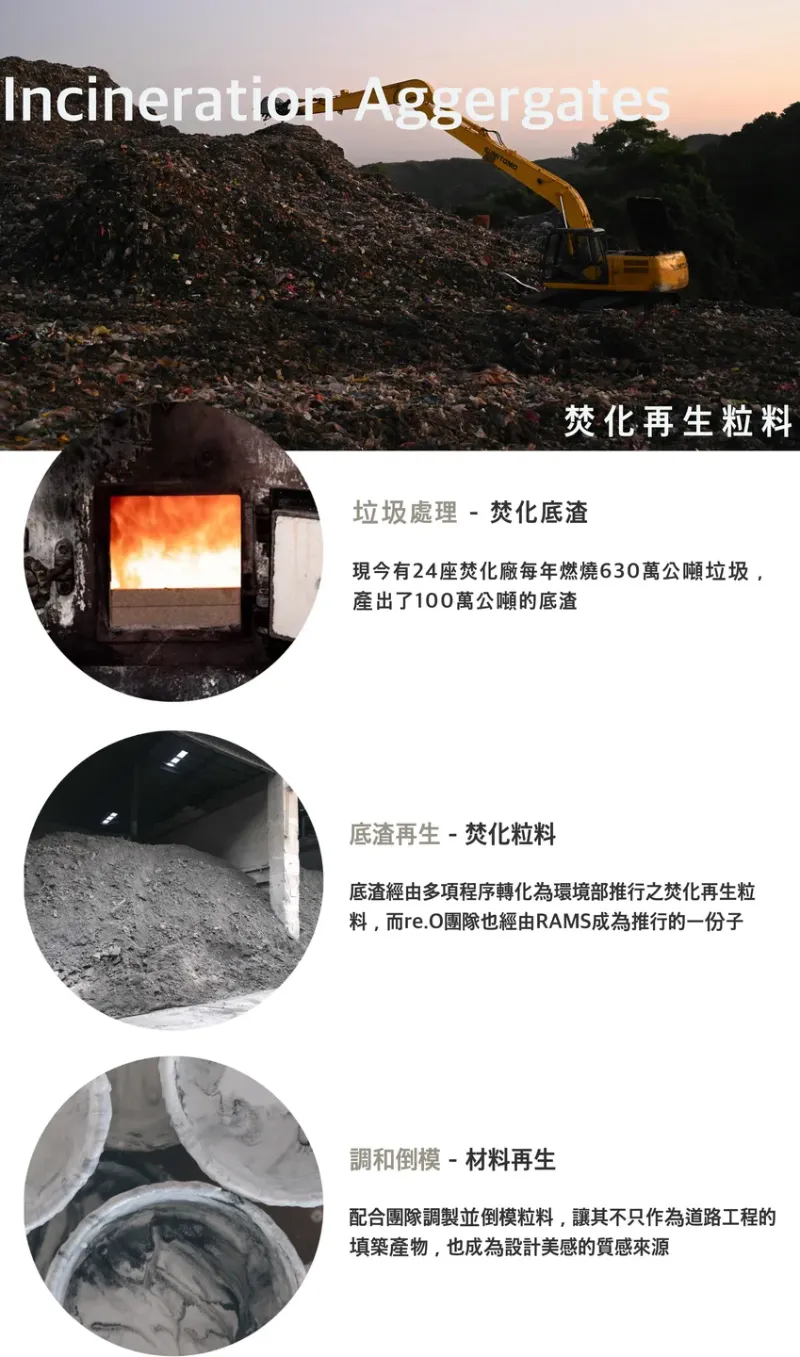 Incineration Aggergates
SUMITOMO
焚化再生粒料
垃圾處理 - 焚化底渣
現今有24座焚化廠每年燃燒630萬公噸垃圾，
產出了100萬公噸的底渣
底渣再生 - 焚化粒料
底渣經由多項程序轉化為環境部推行之焚化再生粒
料，而re.O團隊也經由RAMS成為推行的一份子
調和倒模 - 材料再生
配合團隊調製並倒模粒料，讓其不只作為道路工程的
填築產物，也成為設計美感的質感來源